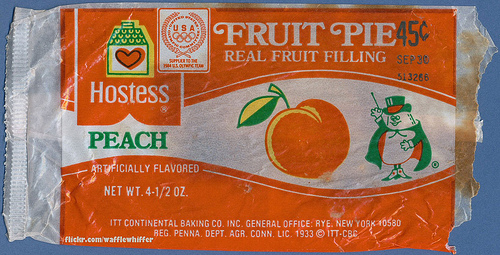 USA
SUPPLIER TO THE
1984 U.S. OLYMPIC TEAM
FRUIT PIE 45¢
REAL FRUIT FILLING
SEP 30
513286
Hostess
®
PEACH
ARTIFICIALLY FLAVORED
NET WT. 4-1/2 OZ.
®
ITT CONTINENTAL BAKING CO. INC. GENERAL OFFICE: RYE, NEW YORK 10580
REG. PENNA. DEPT. AGR. CONN. LIC. 1933 © ITT-CBC
flickr.com/wafflewhiffer